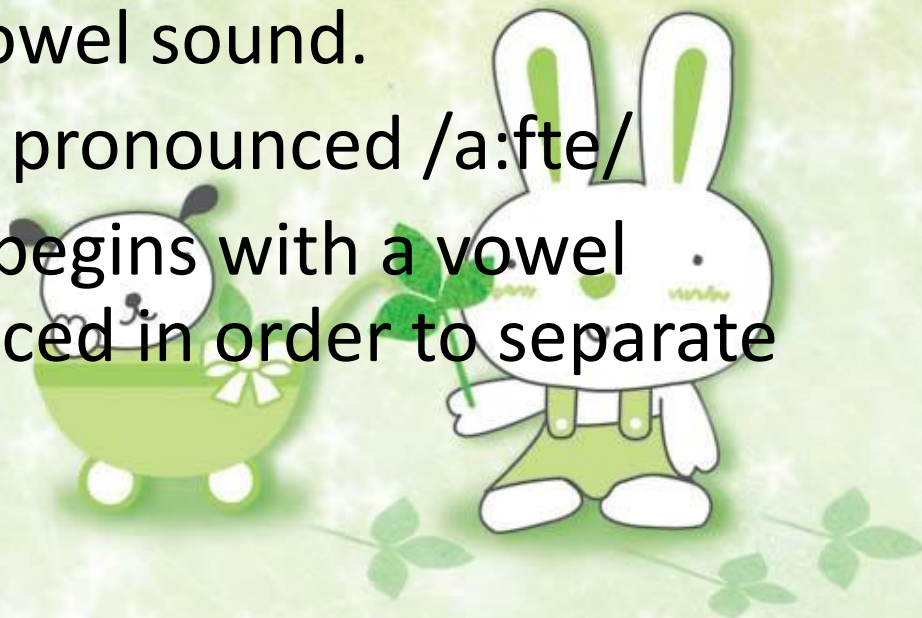 owel sound.
pronounced /a:fte/
begins with a vowel
ced in order to separate